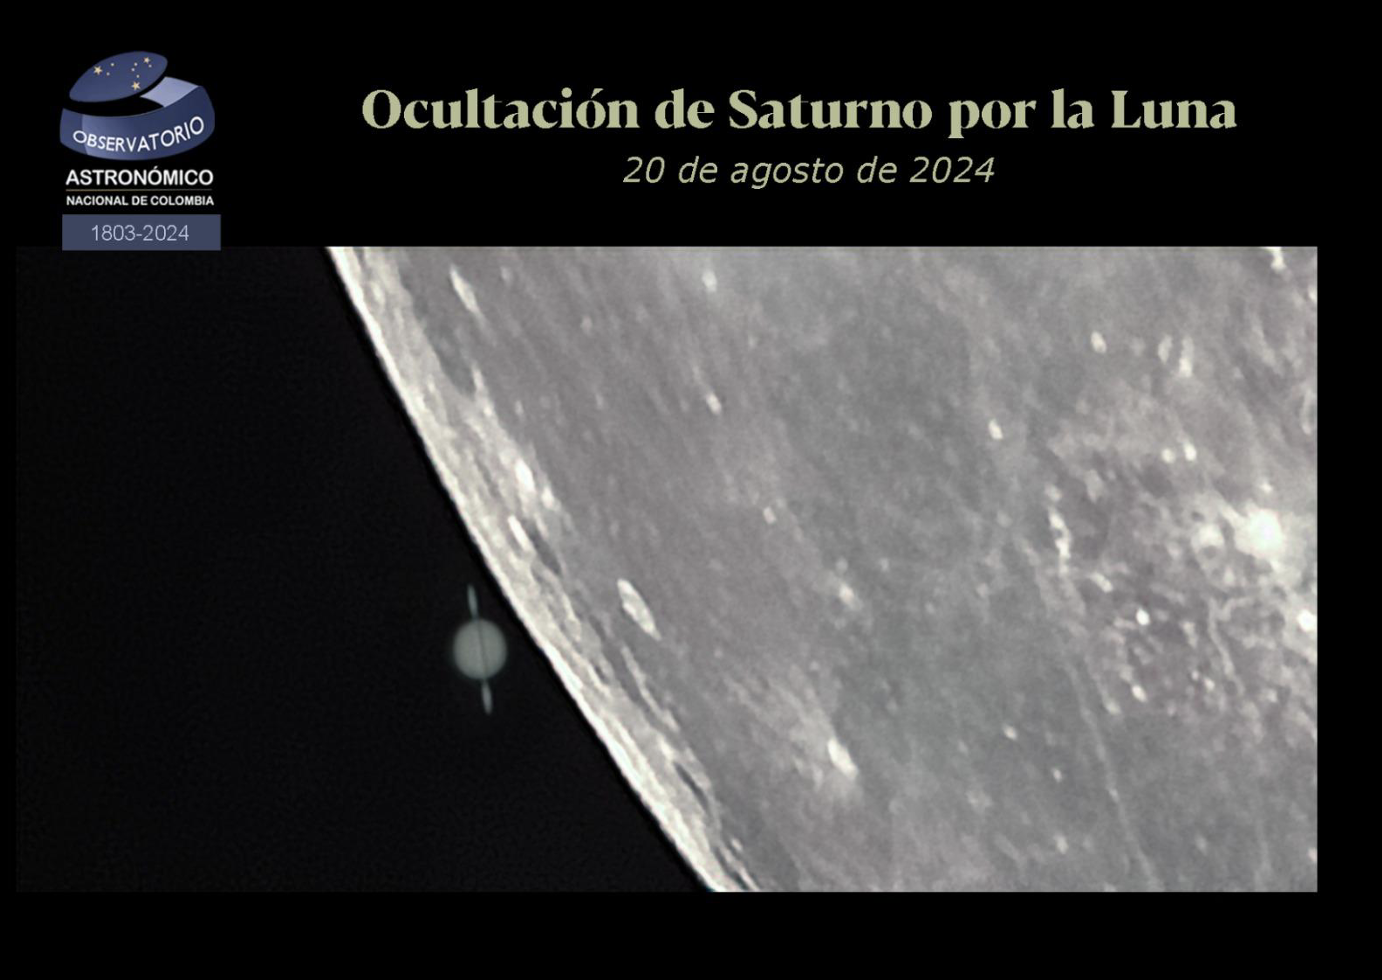 OBSERVATORIO
ASTRONÓMICO
NACIONAL DE COLOMBIA
1803-2024
Ocultación de Saturno por la Luna
20 de agosto de 2024